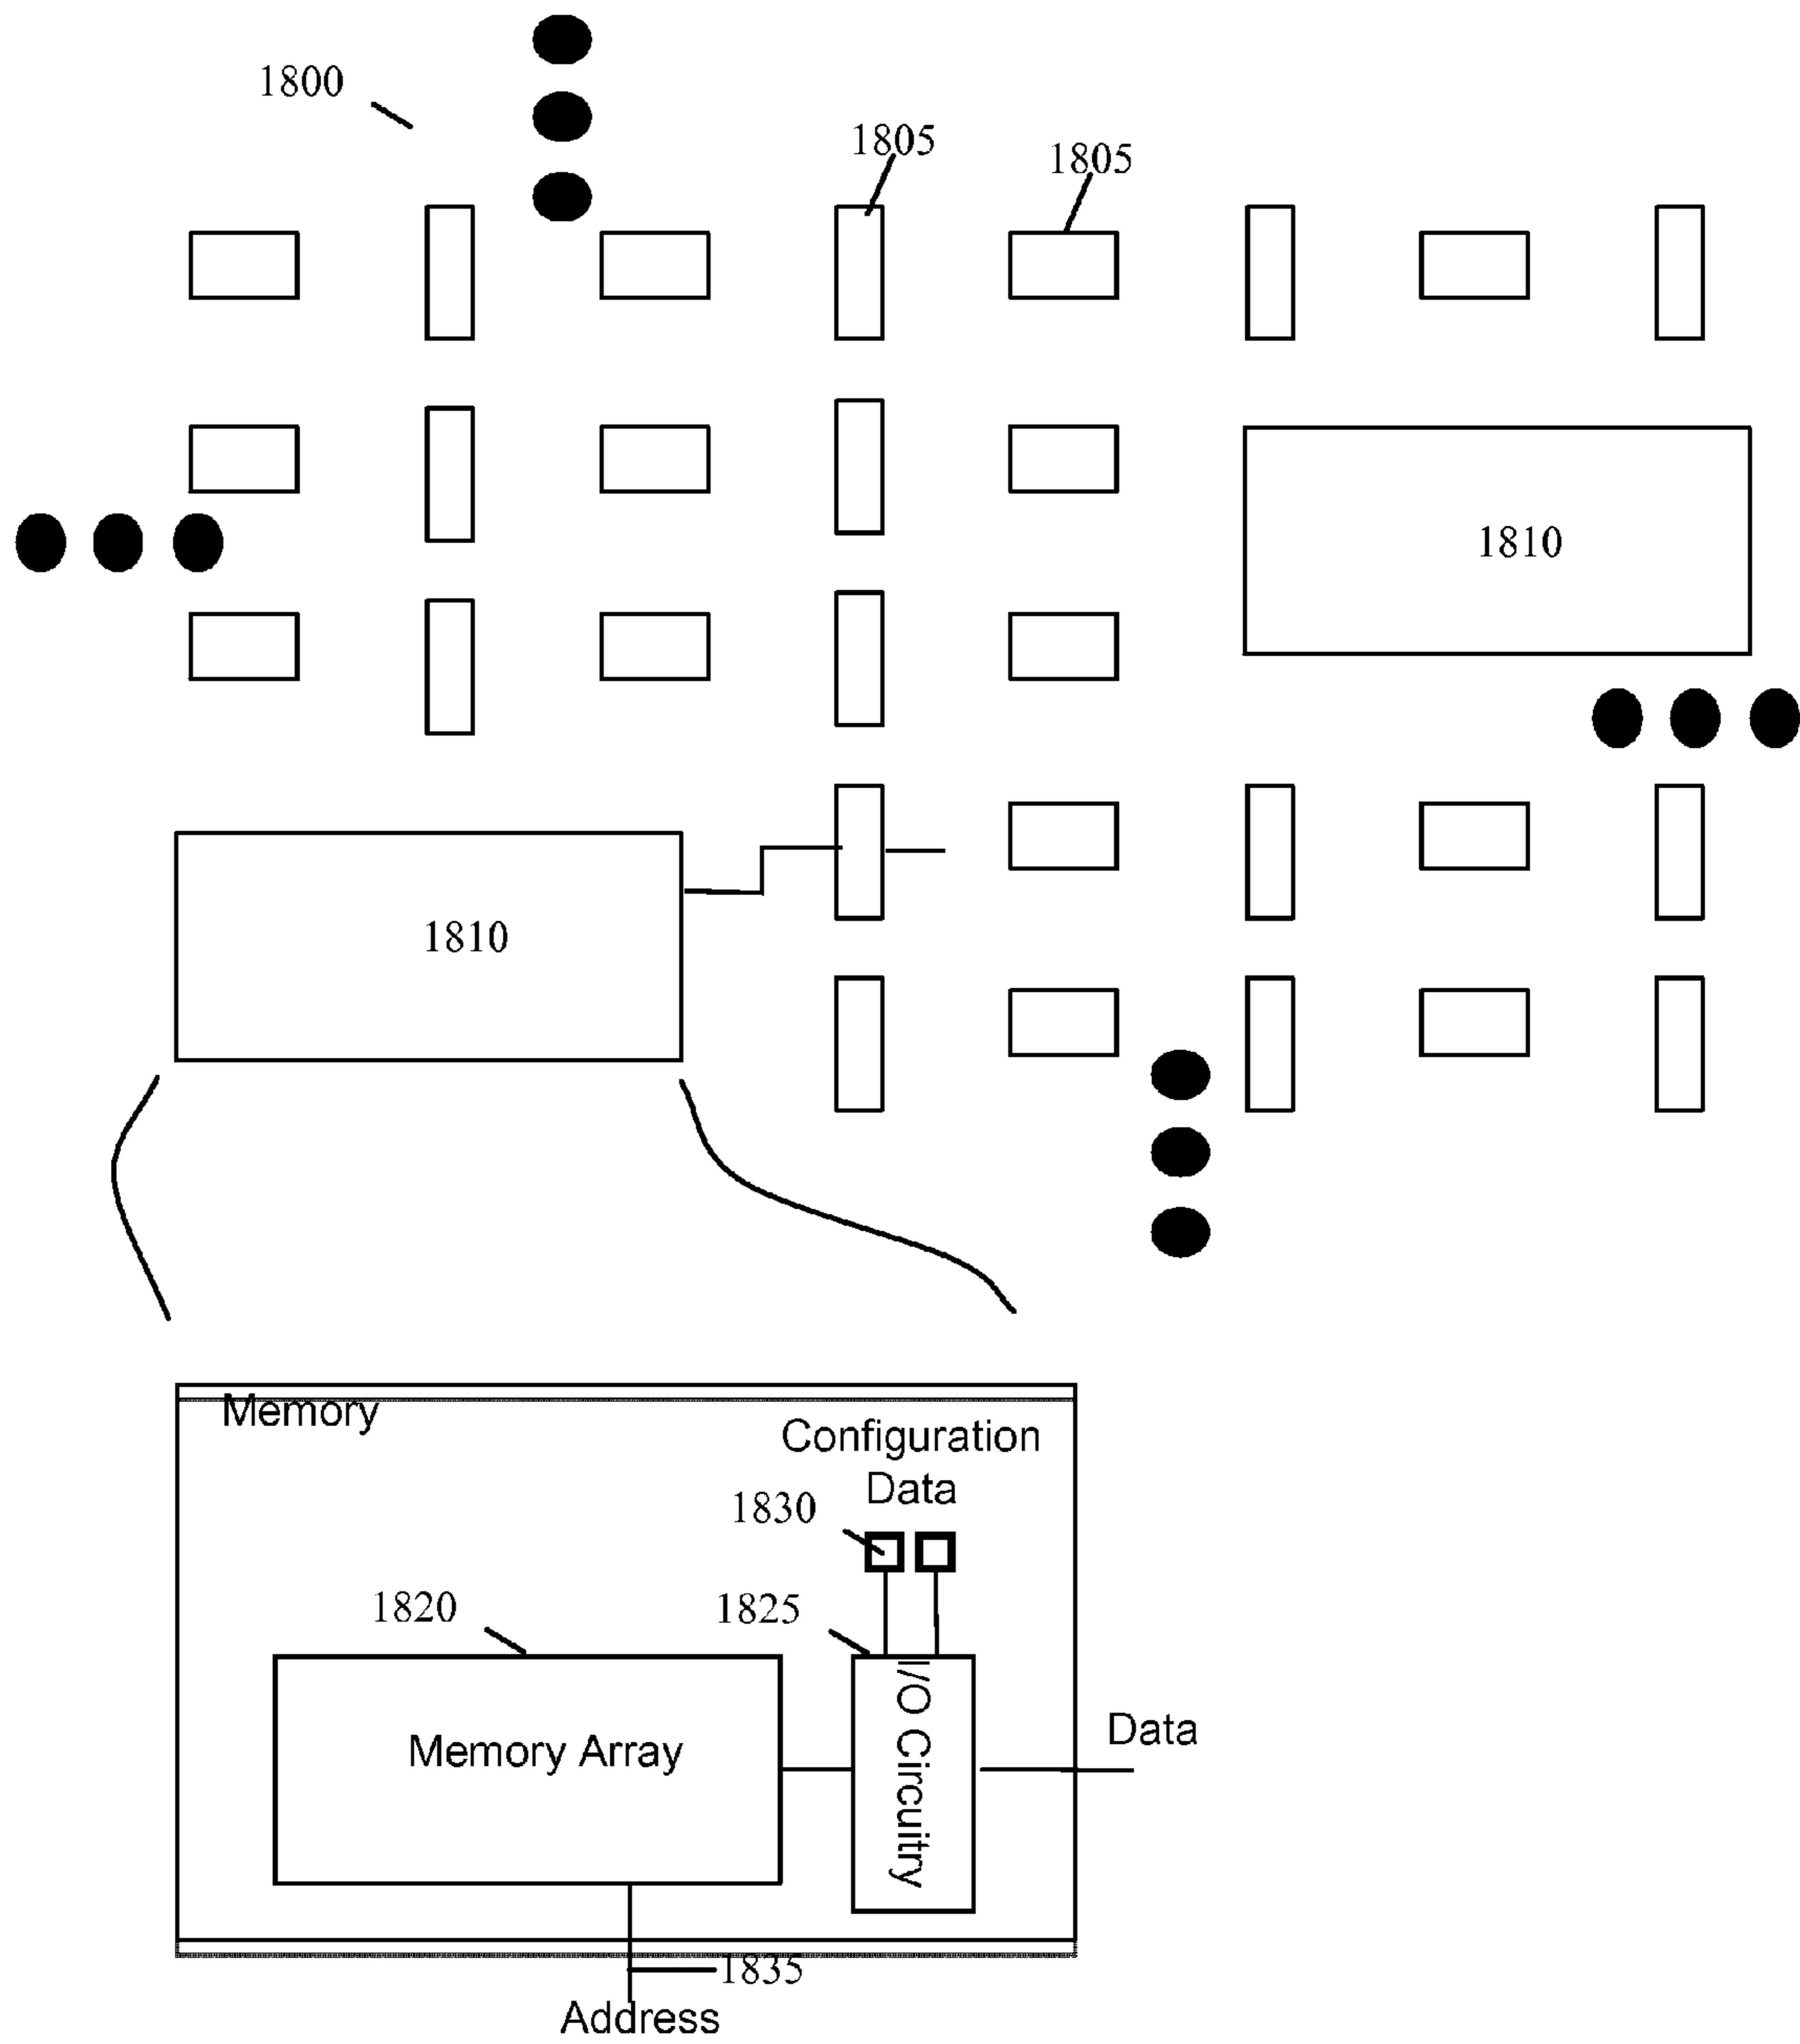 1800
1805
1805
1810
1810
Memory
Configuration
Data
1830
1820
1825
Memory Array
I/O Circuitry
Data
1835
Address